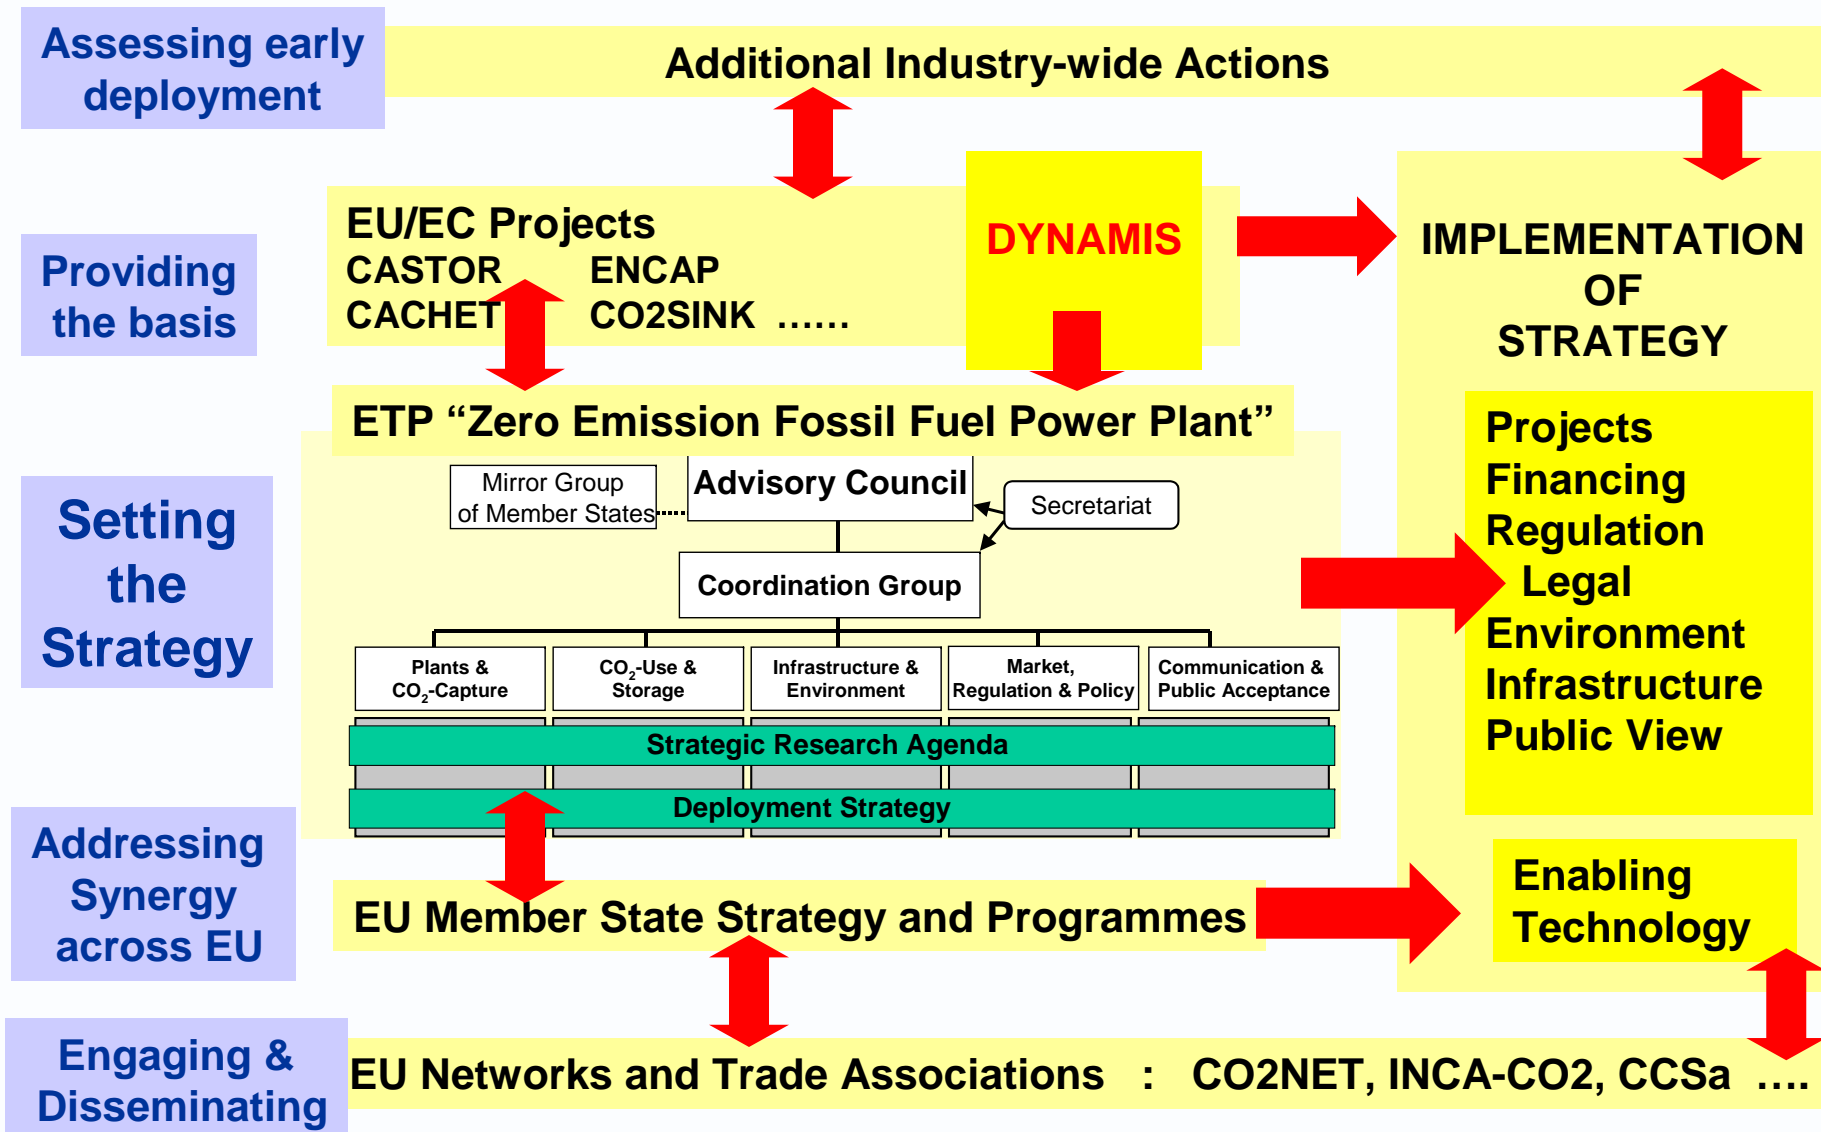 Assessing early
deployment
Additional Industry-wide Actions
Providing
the basis
EU/EC Projects
CASTOR ENCAP
CACHET CO2SINK ......
DYNAMIS
IMPLEMENTATION
OF
STRATEGY
ETP “Zero Emission Fossil Fuel Power Plant”
Setting
the
Strategy
Mirror Group
of Member States
Advisory Council
Secretariat
Coordination Group
Plants &
CO₂-Capture
CO₂-Use &
Storage
Infrastructure &
Environment
Market,
Regulation & Policy
Communication &
Public Acceptance
Strategic Research Agenda
Deployment Strategy
Projects
Financing
Regulation
Legal
Environment
Infrastructure
Public View
Addressing
Synergy
across EU
EU Member State Strategy and Programmes
Enabling
Technology
Engaging &
Disseminating
EU Networks and Trade Associations : CO2NET, INCA-CO2, CCSa ....